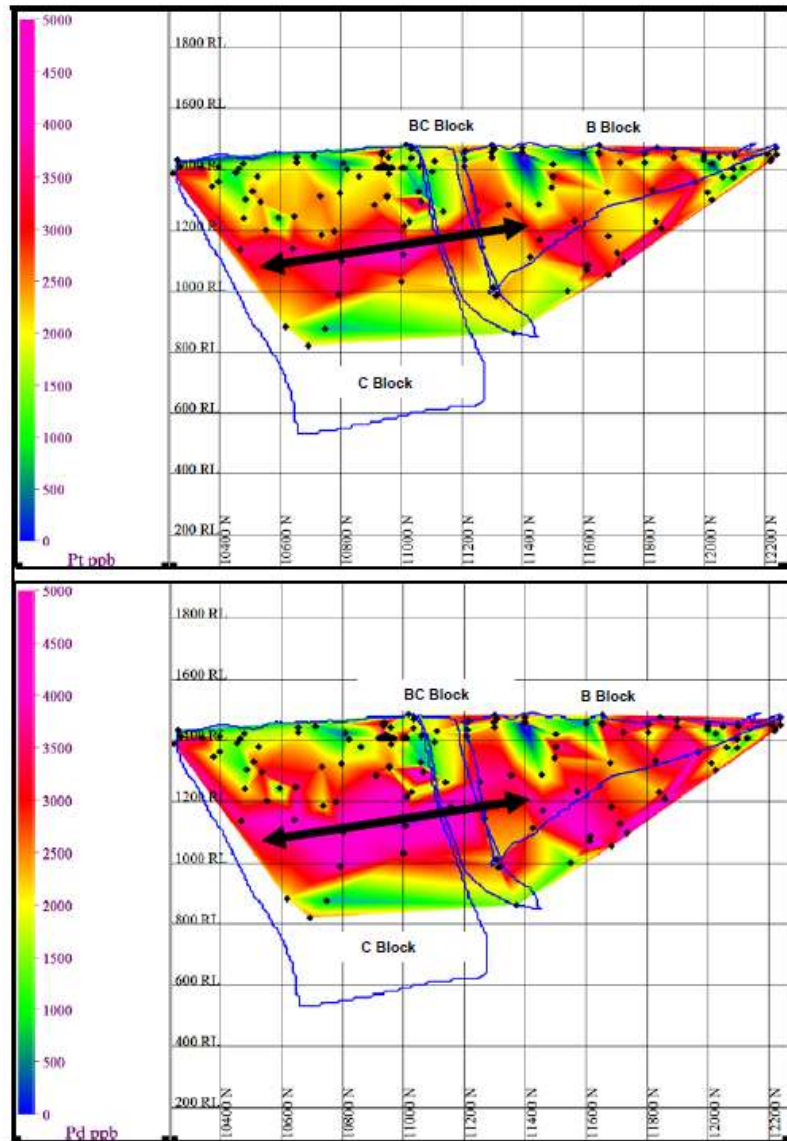 5000
4500
4000
3500
3000
2500
2000
1500
1000
500
0
Pt ppb
1800 RL
1600 RL
1400 RL
1200 RL
1000 RL
800 RL
600 RL
400 RL
200 RL
BC Block
B Block
C Block
10400 N
10600 N
10800 N
11000 N
11200 N
11400 N
11600 N
11800 N
12000 N
12200 N
5000
4500
4000
3500
3000
2500
2000
1500
1000
500
0
Pd ppb
1800 RL
1600 RL
1400 RL
1200 RL
1000 RL
800 RL
600 RL
400 RL
200 RL
BC Block
B Block
C Block
10400 N
10600 N
10800 N
11000 N
11200 N
11400 N
11600 N
11800 N
12000 N
12200 N